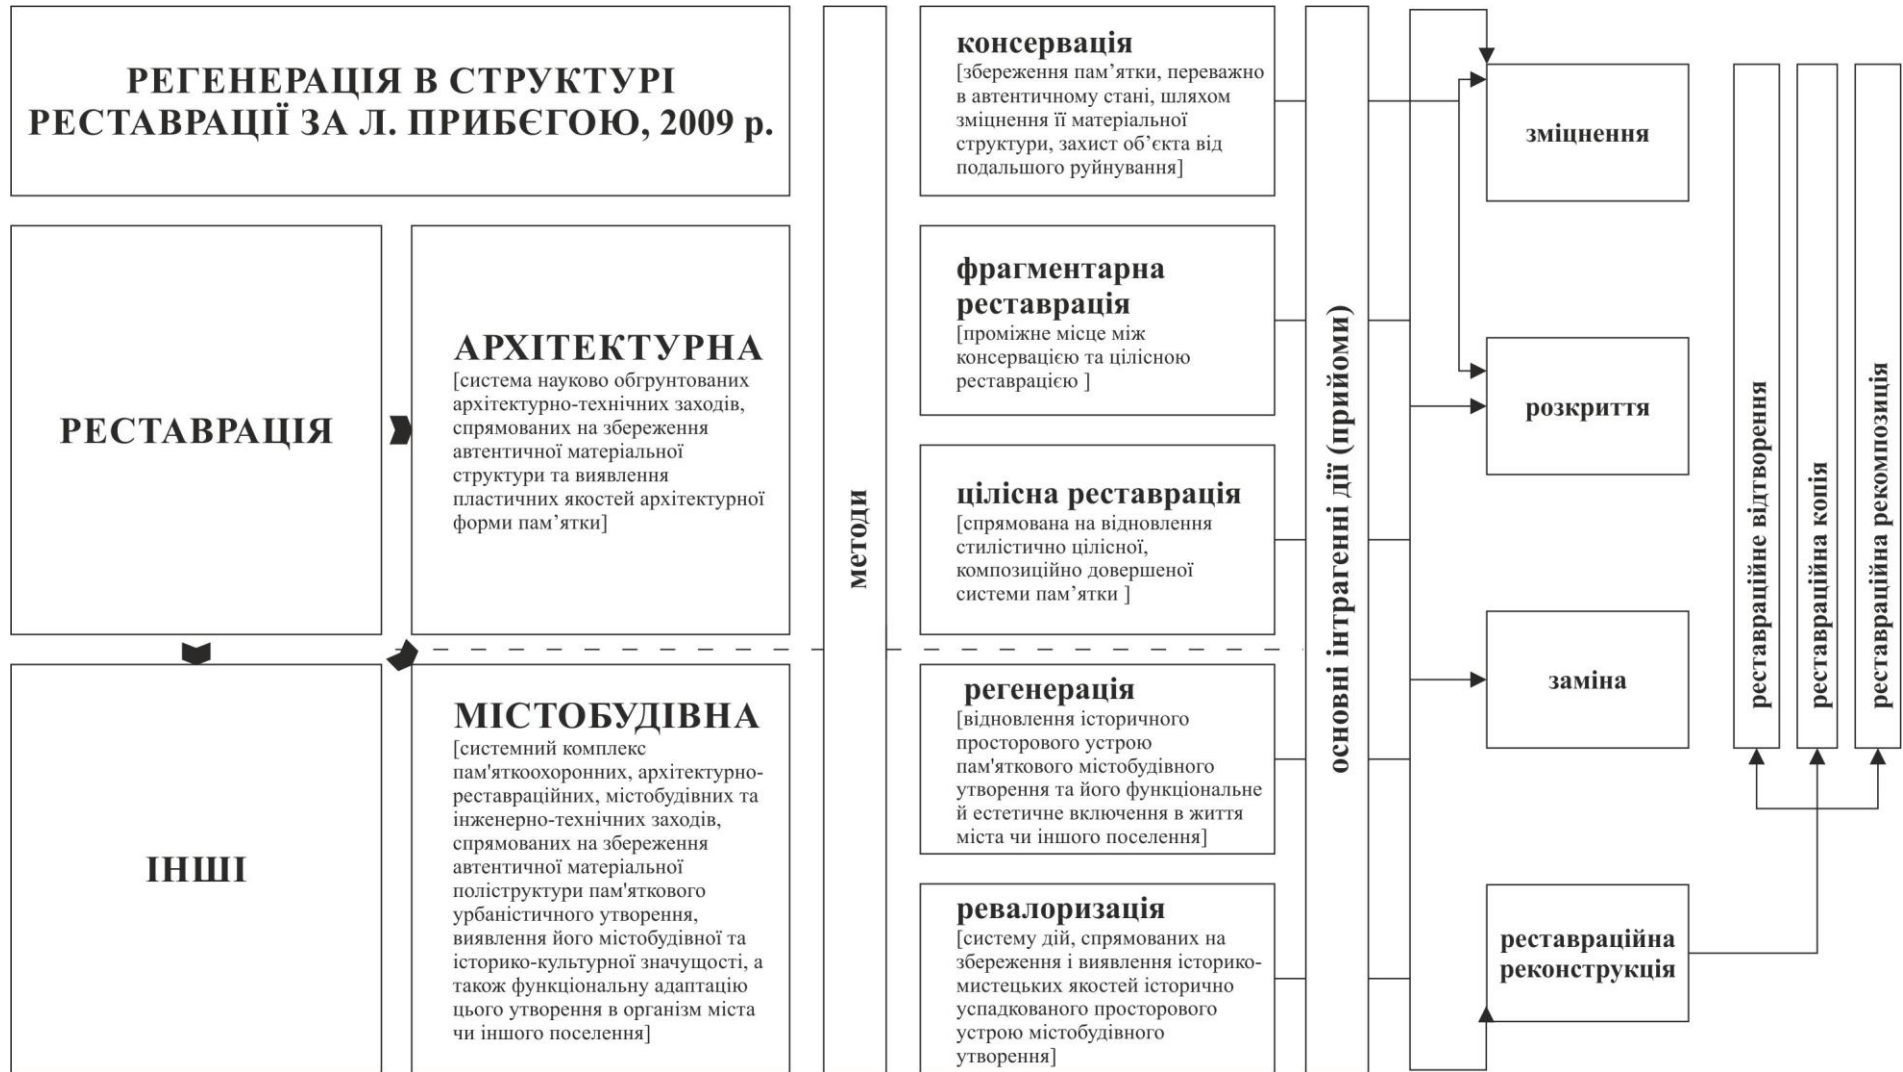 РЕГЕНЕРАЦІЯ В СТРУКТУРІ
РЕСТАВРАЦІЇ ЗА Л. ПРИБЄГОЮ, 2009 р.
РЕСТАВРАЦІЯ
ІНШІ
АРХІТЕКТУРНА
[система науково обгрунтованих
архітектурно-технічних заходів,
спрямованих на збереження
автентичної матеріальної
структури та виявлення
пластичних якостей архітектурної
форми пам’ятки]
МІСТОБУДІВНА
[системний комплекс
пам'яткоохоронних, архітектурно-
реставраційних, містобудівних та
інженерно-технічних заходів,
спрямованих на збереження
автентичної матеріальної
поліструктури пам'яткового
урбаністичного утворення,
виявлення його містобудівної та
історико-культурної значущості, а
також функціональну адаптацію
цього утворення в організм міста
чи іншого поселення]
методи
консервація
[збереження пам’ятки, переважно
в автентичному стані, шляхом
зміцнення її матеріальної
структури, захист об’єкта від
подальшого руйнування]
фрагментарна
реставрація
[проміжне місце між
консервацією та цілісною
реставрацією ]
цілісна реставрація
[спрямована на відновлення
стилістично цілісної,
композиційно довершеної
системи пам’ятки ]
регенерація
[відновлення історичного
просторового устрою
пам'яткового містобудівного
утворення та його функціональне
й естетичне включення в життя
міста чи іншого поселення]
ревалоризація
[систему дій, спрямованих на
збереження і виявлення історико-
мистецьких якостей історично
успадкованого просторового
устрою містобудівного
утворення]
основні інтрагенні дії (прийоми)
зміцнення
розкриття
заміна
реставраційна
реконструкція
реставраційне відтворення
реставраційна копія
реставраційна рекомпозиція